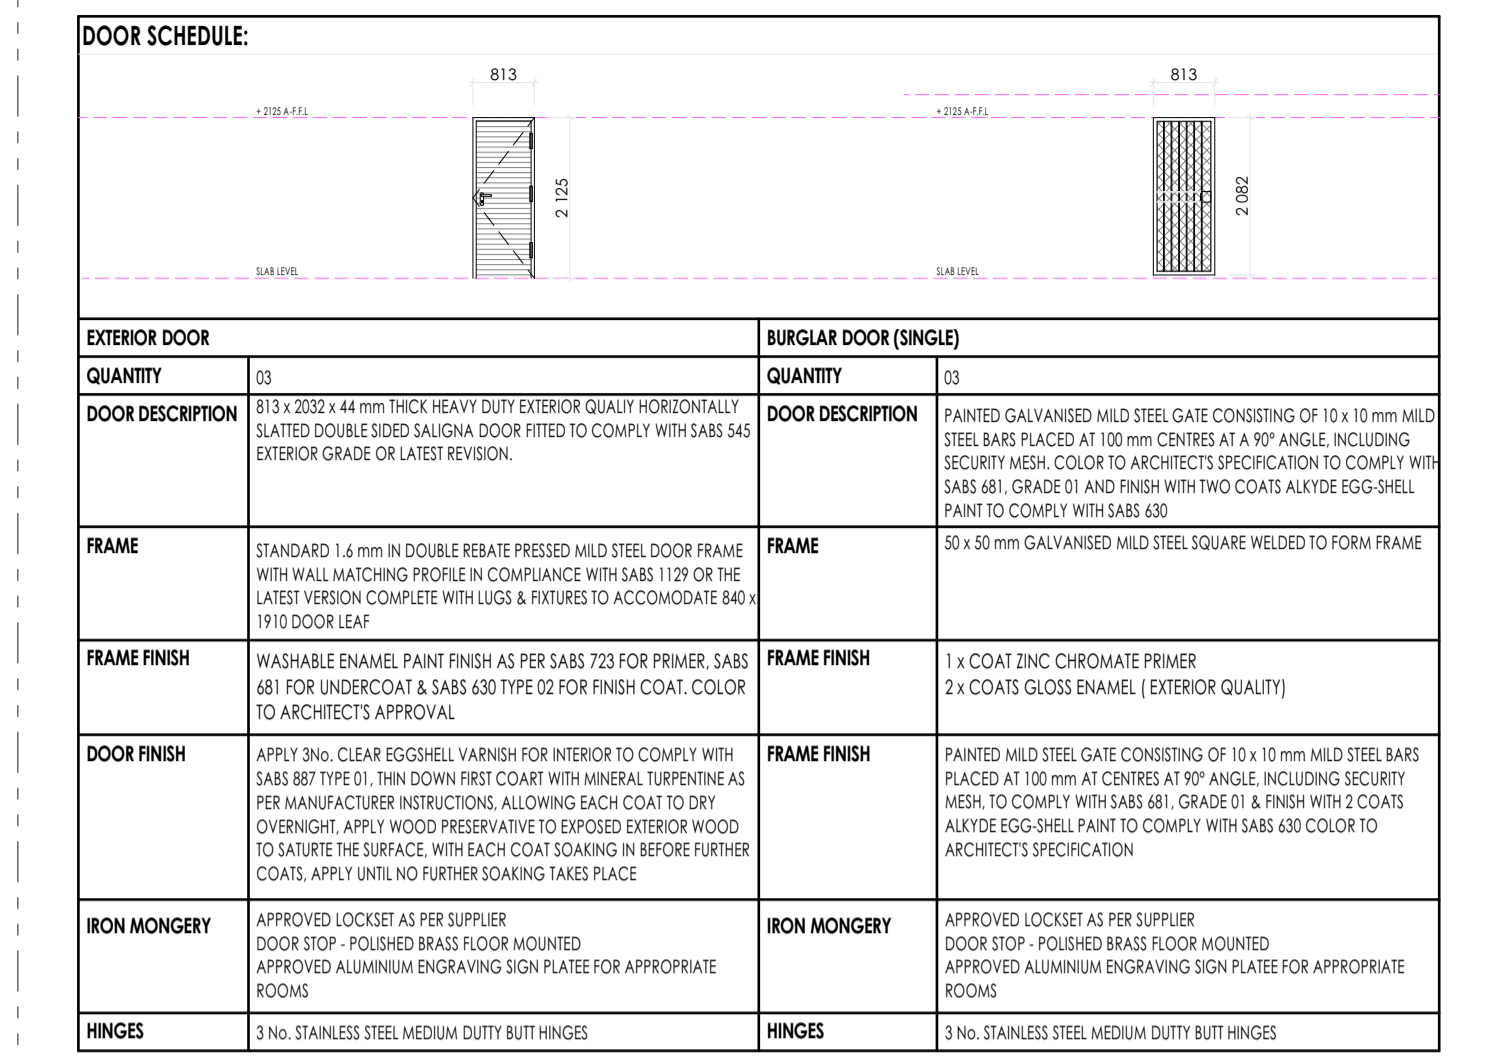 DOOR SCHEDULE:
813
813
+ 2125 A-F.F.L
+ 2125 A-F.F.L
2 125
2 082
SLAB LEVEL
SLAB LEVEL
EXTERIOR DOOR
QUANTITY
03
DOOR DESCRIPTION
813 x 2032 x 44 mm THICK HEAVY DUTY EXTERIOR QUALIY HORIZONTALLY
SLATTED DOUBLE SIDED SALIGNA DOOR FITTED TO COMPLY WITH SABS 545
EXTERIOR GRADE OR LATEST REVISION.
FRAME
STANDARD 1.6 mm IN DOUBLE REBATE PRESSED MILD STEEL DOOR FRAME
WITH WALL MATCHING PROFILE IN COMPLIANCE WITH SABS 1129 OR THE
LATEST VERSION COMPLETE WITH LUGS & FIXTURES TO ACCOMODATE 840 x
1910 DOOR LEAF
FRAME FINISH
WASHABLE ENAMEL PAINT FINISH AS PER SABS 723 FOR PRIMER, SABS
681 FOR UNDERCOAT & SABS 630 TYPE 02 FOR FINISH COAT. COLOR
TO ARCHITECT'S APPROVAL
DOOR FINISH
APPLY 3No. CLEAR EGGSHELL VARNISH FOR INTERIOR TO COMPLY WITH
SABS 887 TYPE 01, THIN DOWN FIRST COART WITH MINERAL TURPENTINE AS
PER MANUFACTURER INSTRUCTIONS, ALLOWING EACH COAT TO DRY
OVERNIGHT, APPLY WOOD PRESERVATIVE TO EXPOSED EXTERIOR WOOD
TO SATURTE THE SURFACE, WITH EACH COAT SOAKING IN BEFORE FURTHER
COATS, APPLY UNTIL NO FURTHER SOAKING TAKES PLACE
IRON MONGERY
APPROVED LOCKSET AS PER SUPPLIER
DOOR STOP - POLISHED BRASS FLOOR MOUNTED
APPROVED ALUMINIUM ENGRAVING SIGN PLATEE FOR APPROPRIATE
ROOMS
HINGES
3 No. STAINLESS STEEL MEDIUM DUTTY BUTT HINGES
BURGLAR DOOR (SINGLE)
QUANTITY
03
DOOR DESCRIPTION
PAINTED GALVANISED MILD STEEL GATE CONSISTING OF 10 x 10 mm MILD
STEEL BARS PLACED AT 100 mm CENTRES AT A 90º ANGLE, INCLUDING
SECURITY MESH. COLOR TO ARCHITECT'S SPECIFICATION TO COMPLY WITH
SABS 681, GRADE 01 AND FINISH WITH TWO COATS ALKYDE EGG-SHELL
PAINT TO COMPLY WITH SABS 630
FRAME
50 x 50 mm GALVANISED MILD STEEL SQUARE WELDED TO FORM FRAME
FRAME FINISH
1 x COAT ZINC CHROMATE PRIMER
2 x COATS GLOSS ENAMEL ( EXTERIOR QUALITY)
FRAME FINISH
PAINTED MILD STEEL GATE CONSISTING OF 10 x 10 mm MILD STEEL BARS
PLACED AT 100 mm AT CENTRES AT 90º ANGLE, INCLUDING SECURITY
MESH, TO COMPLY WITH SABS 681, GRADE 01 & FINISH WITH 2 COATS
ALKYDE EGG-SHELL PAINT TO COMPLY WITH SABS 630 COLOR TO
ARCHITECT'S SPECIFICATION
IRON MONGERY
APPROVED LOCKSET AS PER SUPPLIER
DOOR STOP - POLISHED BRASS FLOOR MOUNTED
APPROVED ALUMINIUM ENGRAVING SIGN PLATEE FOR APPROPRIATE
ROOMS
HINGES
3 No. STAINLESS STEEL MEDIUM DUTTY BUTT HINGES